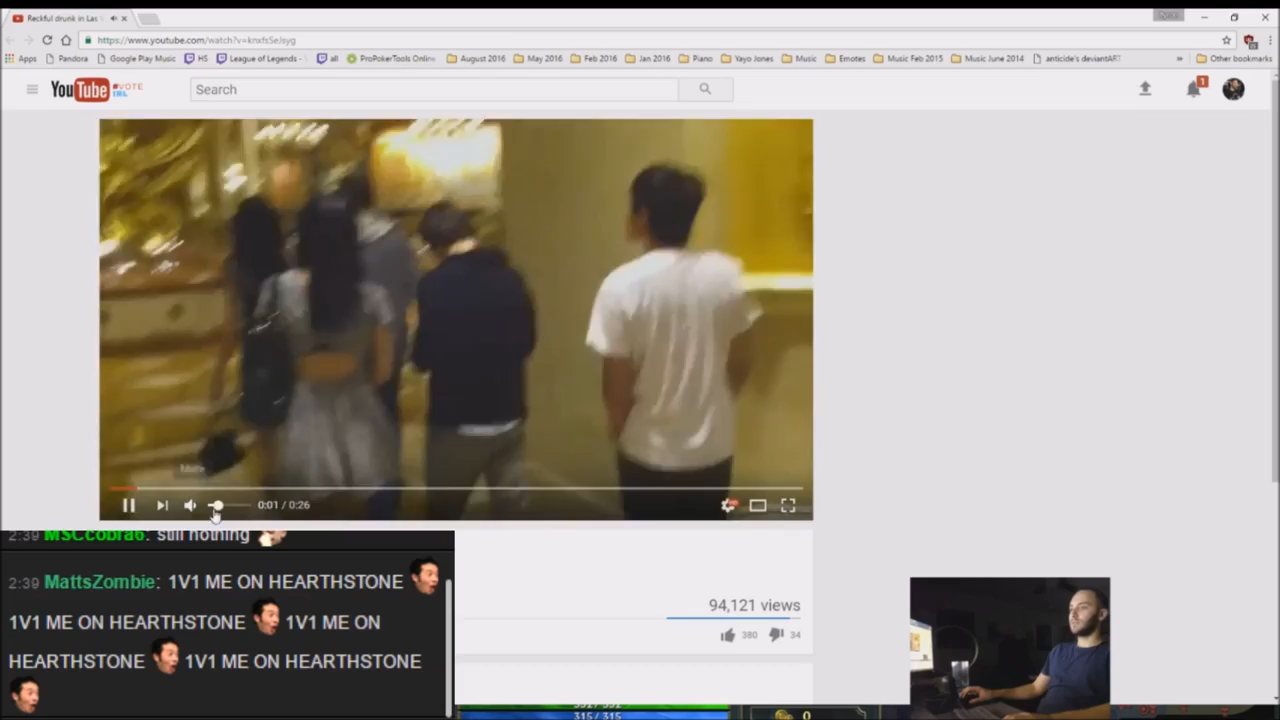 Reckful drunk in Las
https://www.youtube.com/watch?v=knxfsSeJsyg
Apps Pandora Google Play Music HS League of Legends - all ProPokerTools Online August 2016 May 2016 Feb 2016 Jan 2016 Piano Yayo Jones Music Emotes Music Feb 2015 Music June 2014 anticide's deviantART » Other bookmarks
YouTube #VOTE IRL Search 1
0:01 / 0:26
2:39 MSCcobra6: still nothing
2:39 MattsZombie: 1V1 ME ON HEARTHSTONE
1V1 ME ON HEARTHSTONE 1V1 ME ON
HEARTHSTONE 1V1 ME ON HEARTHSTONE
94,121 views
380 34
315 / 315
0